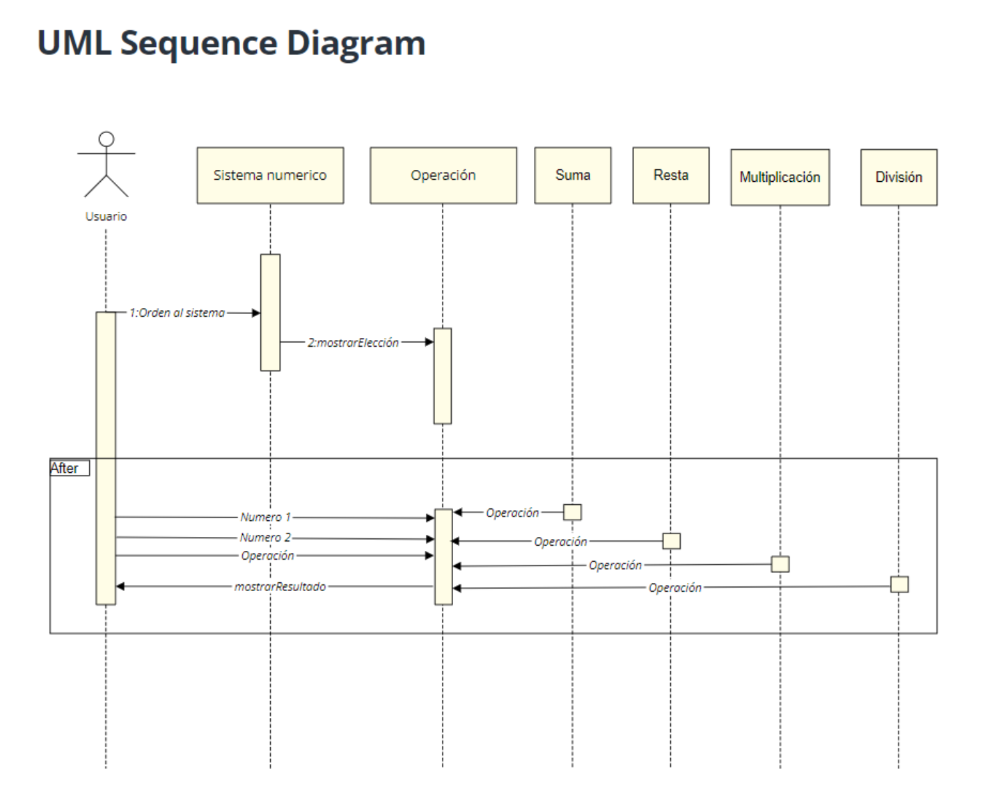 UML Sequence Diagram
Usuario
Sistema numerico
Operación
Suma
Resta
Multiplicación
División
1:Orden al sistema
2:mostrarElección
After
Numero 1
Operación
Numero 2
Operación
Operación
Operación
mostrarResultado
Operación